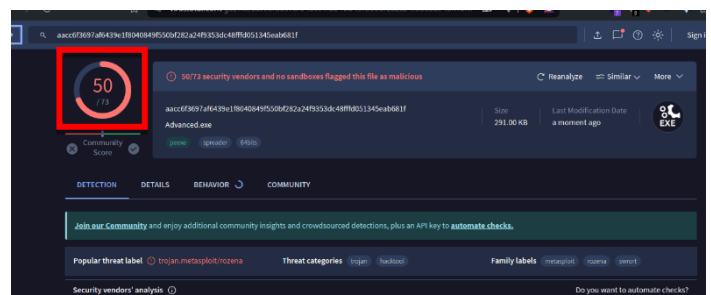 aacc6f3697af6439e1f8040849f550bf282a24f9353dc48fffd051345eab681f
Sign i
50
/ 73
Community
Score
50/73 security vendors and no sandboxes flagged this file as malicious
Reanalyze Similar More
aacc6f3697af6439e1f8040849f550bf282a24f9353dc48fffd051345eab681f
Advanced.exe
peexe spreader 64bits
Size
291.00 KB
Last Modification Date
a moment ago
EXE
DETECTION DETAILS BEHAVIOR COMMUNITY
Join our Community and enjoy additional community insights and crowdsourced detections, plus an API key to automate checks.
Popular threat label trojan.metasploit/rozena Threat categories trojan hacktool Family labels metasploit rozena swrort
Security vendors' analysis Do you want to automate checks?